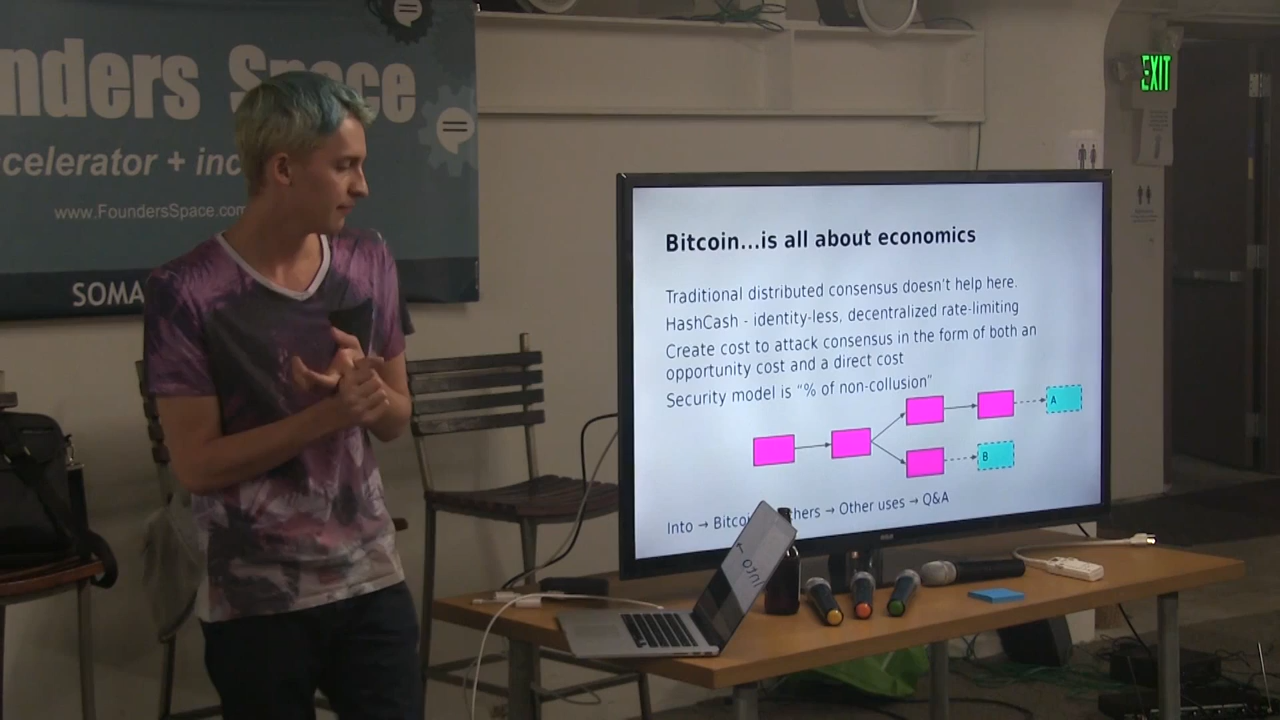 nders Space
celerator + inc
www.FoundersSpace.com
SOMA
EXIT
Bitcoin...is all about economics
Traditional distributed consensus doesn't help here.
HashCash - identity-less, decentralized rate-limiting
Create cost to attack consensus in the form of both an
opportunity cost and a direct cost
Security model is "% of non-collusion"
A
B
Into → Bitcoi hers → Other uses → Q&A